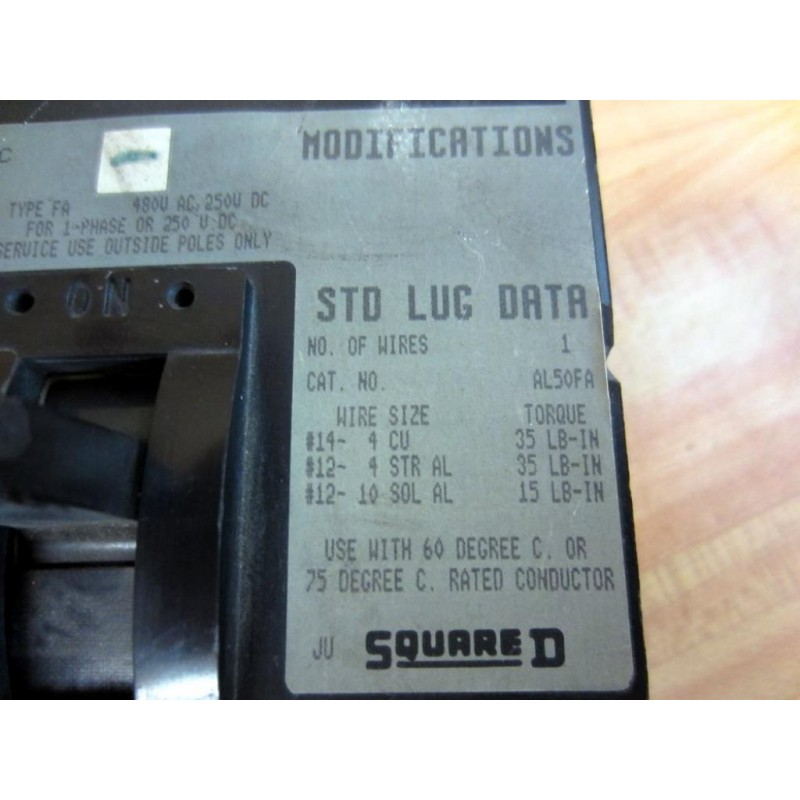 C
MODIFICATIONS
TYPE FA 480V AC, 250V DC
FOR 1-PHASE OR 250 V DC
SERVICE USE OUTSIDE POLES ONLY
ON
STD LUG DATA
NO. OF WIRES 1
CAT. NO. AL50FA
WIRE SIZE TORQUE
#14- 4 CU 35 LB-IN
#12- 4 STR AL 35 LB-IN
#12- 10 SOL AL 15 LB-IN
USE WITH 60 DEGREE C. OR
75 DEGREE C. RATED CONDUCTOR
JU SQUARE D